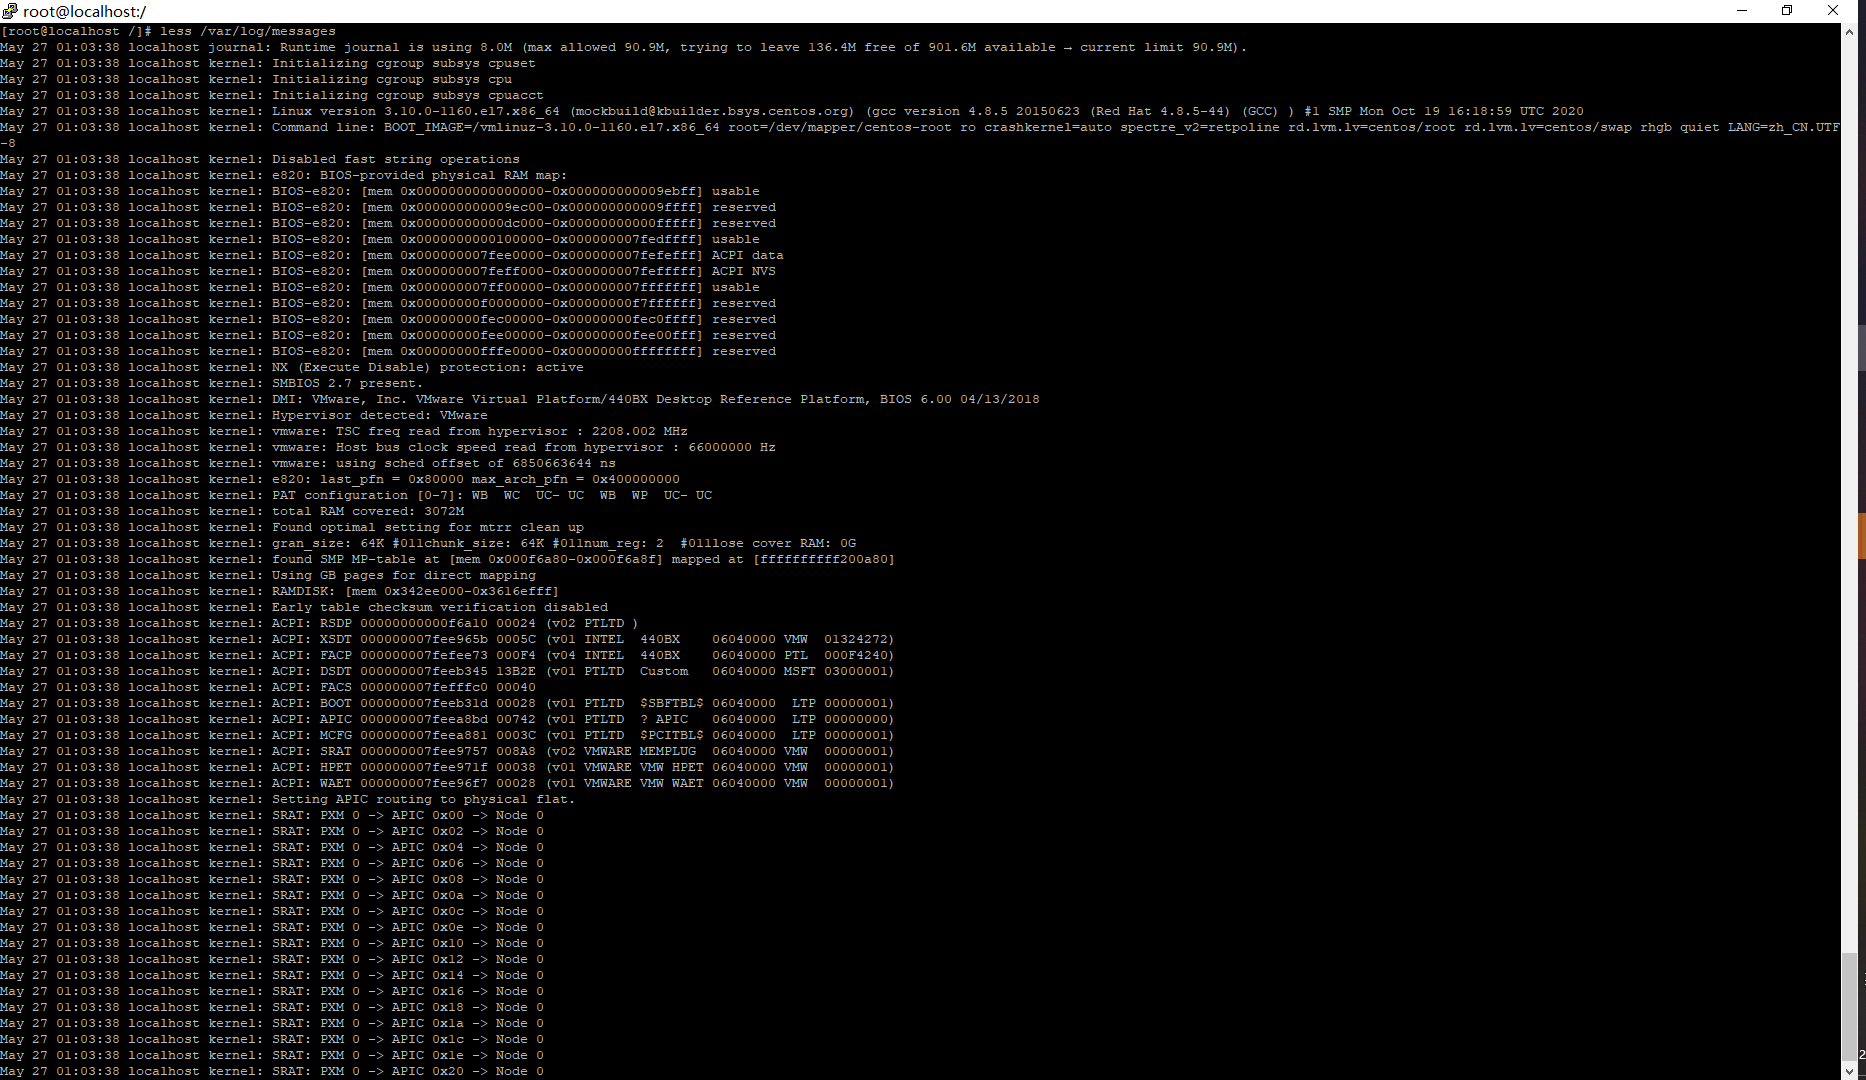 root@localhost:/
[root@localhost /]# less /var/log/messages
May 27 01:03:38 localhost journal: Runtime journal is using 8.0M (max allowed 90.9M, trying to leave 136.4M free of 901.6M available → current limit 90.9M).
May 27 01:03:38 localhost kernel: Initializing cgroup subsys cpuset
May 27 01:03:38 localhost kernel: Initializing cgroup subsys cpu
May 27 01:03:38 localhost kernel: Initializing cgroup subsys cpuacct
May 27 01:03:38 localhost kernel: Linux version 3.10.0-1160.el7.x86_64 (mockbuild@kbuilder.bsys.centos.org) (gcc version 4.8.5 20150623 (Red Hat 4.8.5-44) (GCC) ) #1 SMP Mon Oct 19 16:18:59 UTC 2020
May 27 01:03:38 localhost kernel: Command line: BOOT_IMAGE=/vmlinuz-3.10.0-1160.el7.x86_64 root=/dev/mapper/centos-root ro crashkernel=auto spectre_v2=retpoline rd.lvm.lv=centos/root rd.lvm.lv=centos/swap rhgb quiet LANG=zh_CN.UTF
-8
May 27 01:03:38 localhost kernel: Disabled fast string operations
May 27 01:03:38 localhost kernel: e820: BIOS-provided physical RAM map:
May 27 01:03:38 localhost kernel: BIOS-e820: [mem 0x0000000000000000-0x000000000009ebff] usable
May 27 01:03:38 localhost kernel: BIOS-e820: [mem 0x000000000009ec00-0x000000000009ffff] reserved
May 27 01:03:38 localhost kernel: BIOS-e820: [mem 0x00000000000dc000-0x00000000000fffff] reserved
May 27 01:03:38 localhost kernel: BIOS-e820: [mem 0x0000000000100000-0x000000007fedffff] usable
May 27 01:03:38 localhost kernel: BIOS-e820: [mem 0x000000007fee0000-0x000000007fefefff] ACPI data
May 27 01:03:38 localhost kernel: BIOS-e820: [mem 0x000000007feff000-0x000000007fefffff] ACPI NVS
May 27 01:03:38 localhost kernel: BIOS-e820: [mem 0x000000007ff00000-0x000000007fffffff] usable
May 27 01:03:38 localhost kernel: BIOS-e820: [mem 0x00000000f0000000-0x00000000f7ffffff] reserved
May 27 01:03:38 localhost kernel: BIOS-e820: [mem 0x00000000fec00000-0x00000000fec0ffff] reserved
May 27 01:03:38 localhost kernel: BIOS-e820: [mem 0x00000000fee00000-0x00000000fee00fff] reserved
May 27 01:03:38 localhost kernel: BIOS-e820: [mem 0x00000000fffe0000-0x00000000ffffffff] reserved
May 27 01:03:38 localhost kernel: NX (Execute Disable) protection: active
May 27 01:03:38 localhost kernel: SMBIOS 2.7 present.
May 27 01:03:38 localhost kernel: DMI: VMware, Inc. VMware Virtual Platform/440BX Desktop Reference Platform, BIOS 6.00 04/13/2018
May 27 01:03:38 localhost kernel: Hypervisor detected: VMware
May 27 01:03:38 localhost kernel: vmware: TSC freq read from hypervisor : 2208.002 MHz
May 27 01:03:38 localhost kernel: vmware: Host bus clock speed read from hypervisor : 66000000 Hz
May 27 01:03:38 localhost kernel: vmware: using sched offset of 6850663644 ns
May 27 01:03:38 localhost kernel: e820: last_pfn = 0x80000 max_arch_pfn = 0x400000000
May 27 01:03:38 localhost kernel: PAT configuration [0-7]: WB  WC  UC- UC  WB  WP  UC- UC
May 27 01:03:38 localhost kernel: total RAM covered: 3072M
May 27 01:03:38 localhost kernel: Found optimal setting for mtrr clean up
May 27 01:03:38 localhost kernel: gran_size: 64K #011chunk_size: 64K #011num_reg: 2  #011lose cover RAM: 0G
May 27 01:03:38 localhost kernel: found SMP MP-table at [mem 0x000f6a80-0x000f6a8f] mapped at [ffffffffff200a80]
May 27 01:03:38 localhost kernel: Using GB pages for direct mapping
May 27 01:03:38 localhost kernel: RAMDISK: [mem 0x342ee000-0x3616efff]
May 27 01:03:38 localhost kernel: Early table checksum verification disabled
May 27 01:03:38 localhost kernel: ACPI: RSDP 00000000000f6a10 00024 (v02 PTLTD )
May 27 01:03:38 localhost kernel: ACPI: XSDT 000000007fee965b 0005C (v01 INTEL  440BX    06040000 VMW  01324272)
May 27 01:03:38 localhost kernel: ACPI: FACP 000000007fefee73 000F4 (v04 INTEL  440BX    06040000 PTL  000F4240)
May 27 01:03:38 localhost kernel: ACPI: DSDT 000000007feeb345 13B2E (v01 PTLTD  Custom   06040000 MSFT 03000001)
May 27 01:03:38 localhost kernel: ACPI: FACS 000000007fefffc0 00040
May 27 01:03:38 localhost kernel: ACPI: BOOT 000000007feeb31d 00028 (v01 PTLTD  $SBFTBL$ 06040000  LTP 00000001)
May 27 01:03:38 localhost kernel: ACPI: APIC 000000007feea8bd 00742 (v01 PTLTD  ? APIC   06040000  LTP 00000000)
May 27 01:03:38 localhost kernel: ACPI: MCFG 000000007feea881 0003C (v01 PTLTD  $PCITBL$ 06040000  LTP 00000001)
May 27 01:03:38 localhost kernel: ACPI: SRAT 000000007fee9757 008A8 (v02 VMWARE MEMPLUG  06040000 VMW  00000001)
May 27 01:03:38 localhost kernel: ACPI: HPET 000000007fee971f 00038 (v01 VMWARE VMW HPET 06040000 VMW  00000001)
May 27 01:03:38 localhost kernel: ACPI: WAET 000000007fee96f7 00028 (v01 VMWARE VMW WAET 06040000 VMW  00000001)
May 27 01:03:38 localhost kernel: Setting APIC routing to physical flat.
May 27 01:03:38 localhost kernel: SRAT: PXM 0 -> APIC 0x00 -> Node 0
May 27 01:03:38 localhost kernel: SRAT: PXM 0 -> APIC 0x02 -> Node 0
May 27 01:03:38 localhost kernel: SRAT: PXM 0 -> APIC 0x04 -> Node 0
May 27 01:03:38 localhost kernel: SRAT: PXM 0 -> APIC 0x06 -> Node 0
May 27 01:03:38 localhost kernel: SRAT: PXM 0 -> APIC 0x08 -> Node 0
May 27 01:03:38 localhost kernel: SRAT: PXM 0 -> APIC 0x0a -> Node 0
May 27 01:03:38 localhost kernel: SRAT: PXM 0 -> APIC 0x0c -> Node 0
May 27 01:03:38 localhost kernel: SRAT: PXM 0 -> APIC 0x0e -> Node 0
May 27 01:03:38 localhost kernel: SRAT: PXM 0 -> APIC 0x10 -> Node 0
May 27 01:03:38 localhost kernel: SRAT: PXM 0 -> APIC 0x12 -> Node 0
May 27 01:03:38 localhost kernel: SRAT: PXM 0 -> APIC 0x14 -> Node 0
May 27 01:03:38 localhost kernel: SRAT: PXM 0 -> APIC 0x16 -> Node 0
May 27 01:03:38 localhost kernel: SRAT: PXM 0 -> APIC 0x18 -> Node 0
May 27 01:03:38 localhost kernel: SRAT: PXM 0 -> APIC 0x1a -> Node 0
May 27 01:03:38 localhost kernel: SRAT: PXM 0 -> APIC 0x1c -> Node 0
May 27 01:03:38 localhost kernel: SRAT: PXM 0 -> APIC 0x1e -> Node 0
May 27 01:03:38 localhost kernel: SRAT: PXM 0 -> APIC 0x20 -> Node 0